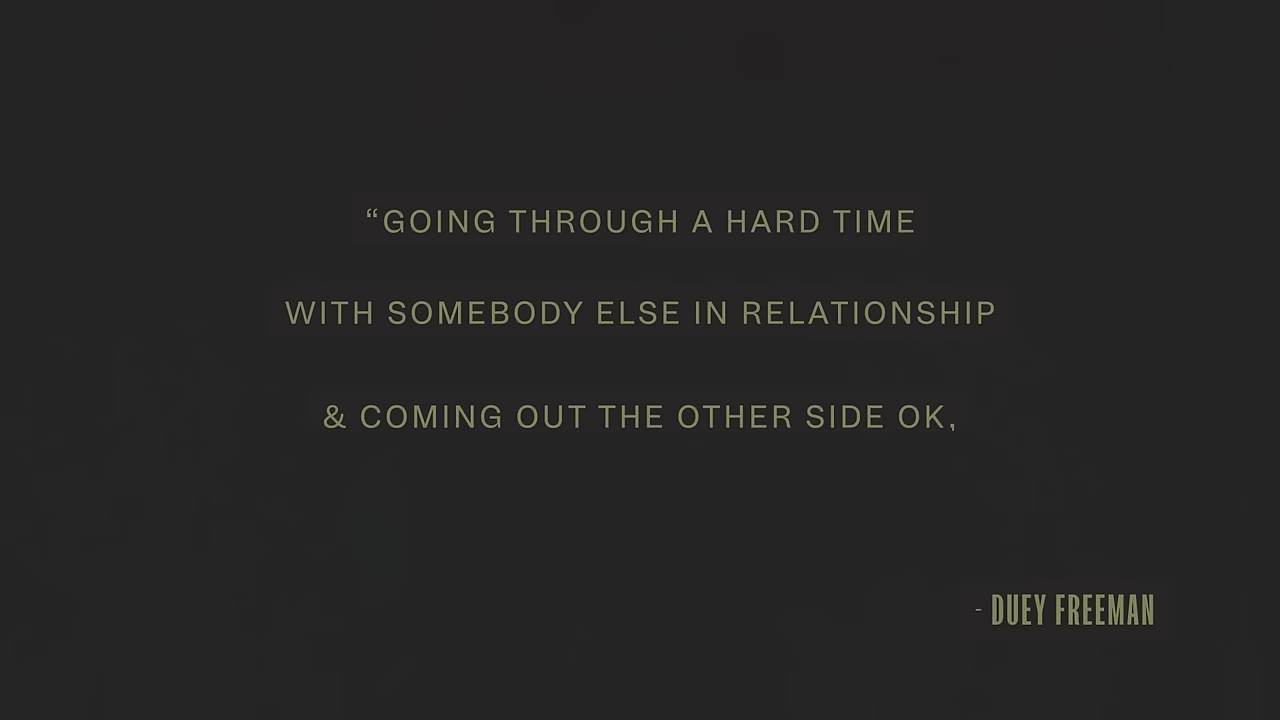 “GOING THROUGH A HARD TIME
WITH SOMEBODY ELSE IN RELATIONSHIP
& COMING OUT THE OTHER SIDE OK,
- DUEY FREEMAN